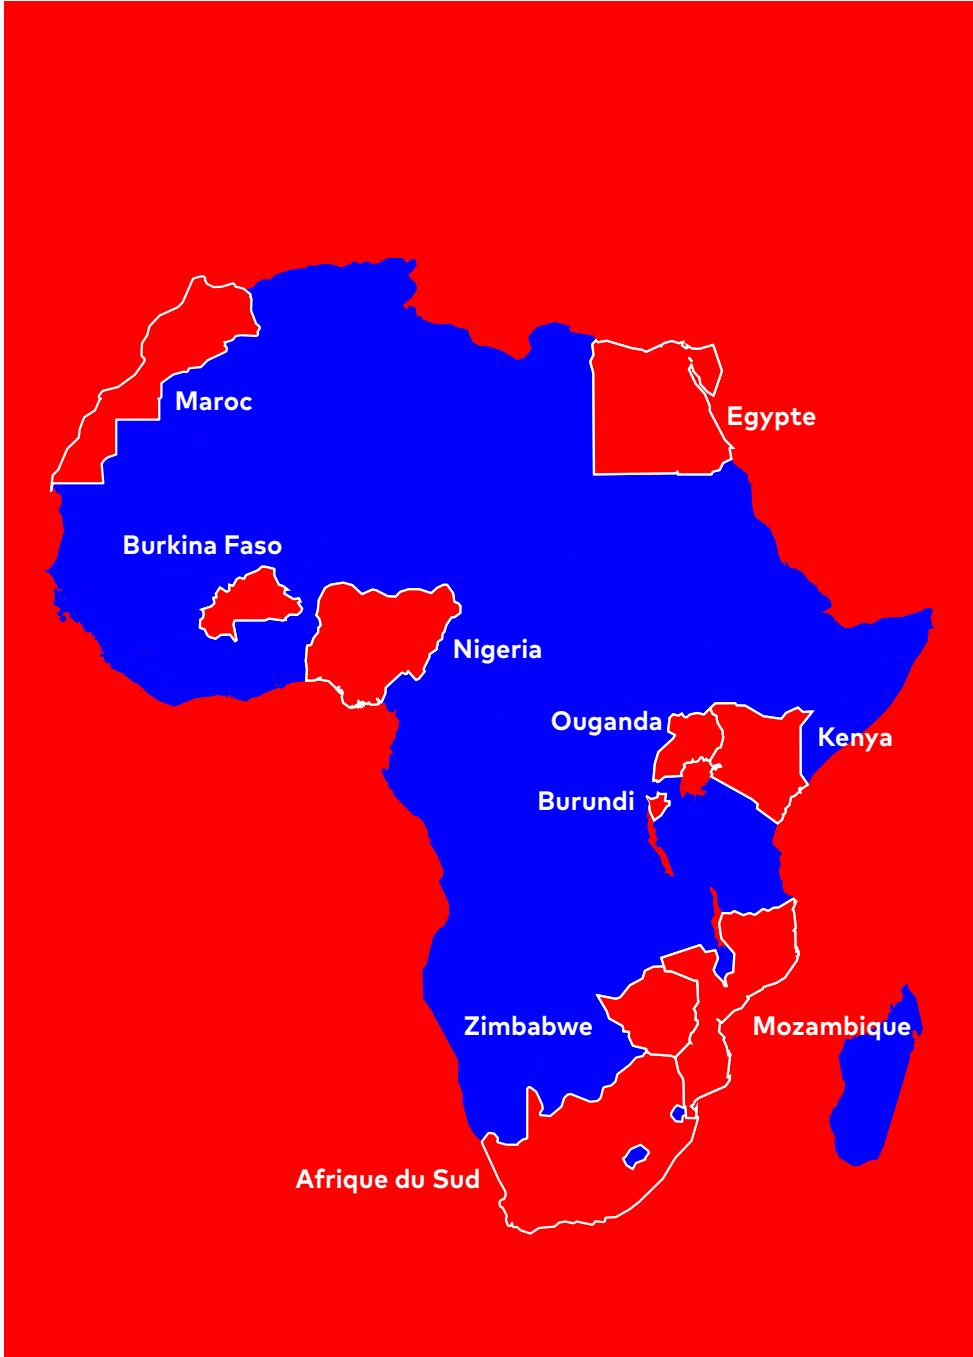 Maroc
Egypte
Burkina Faso
Nigeria
Ouganda
Kenya
Burundi
Zimbabwe
Mozambique
Afrique du Sud